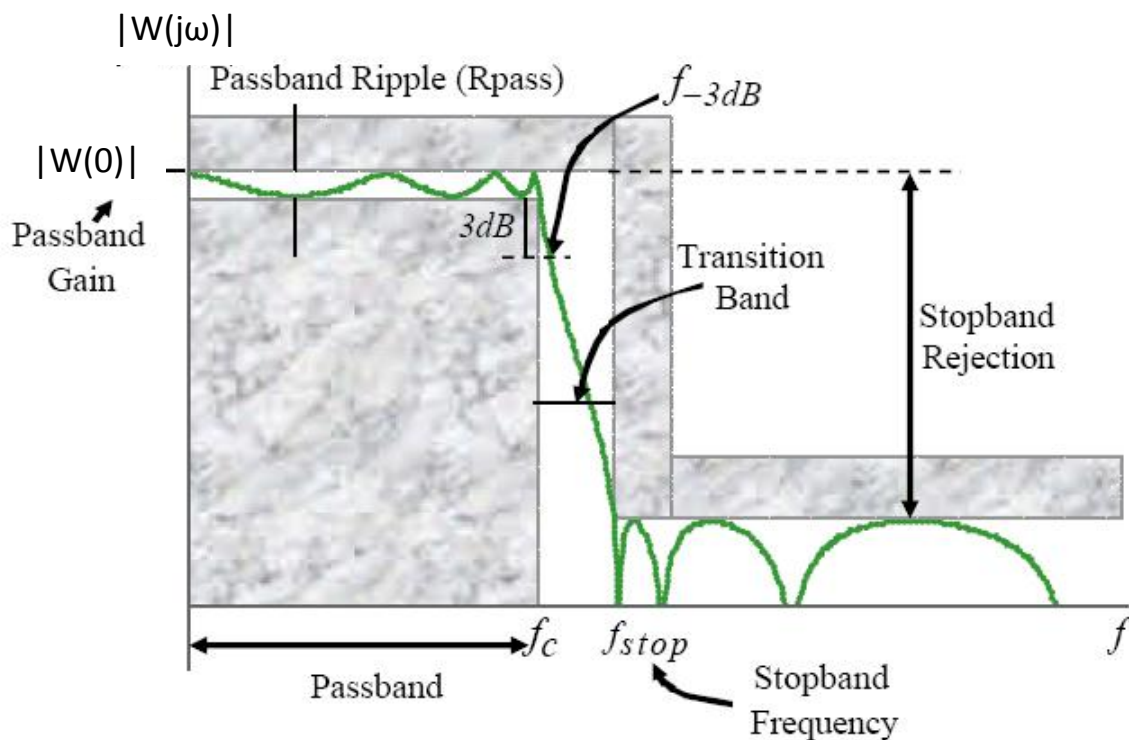 |W(jω)|
Passband Ripple (Rpass)
f−3dB
|W(0)|
Passband
Gain
3dB
Transition
Band
Stopband
Rejection
fC
fstop
f
Passband
Stopband
Frequency